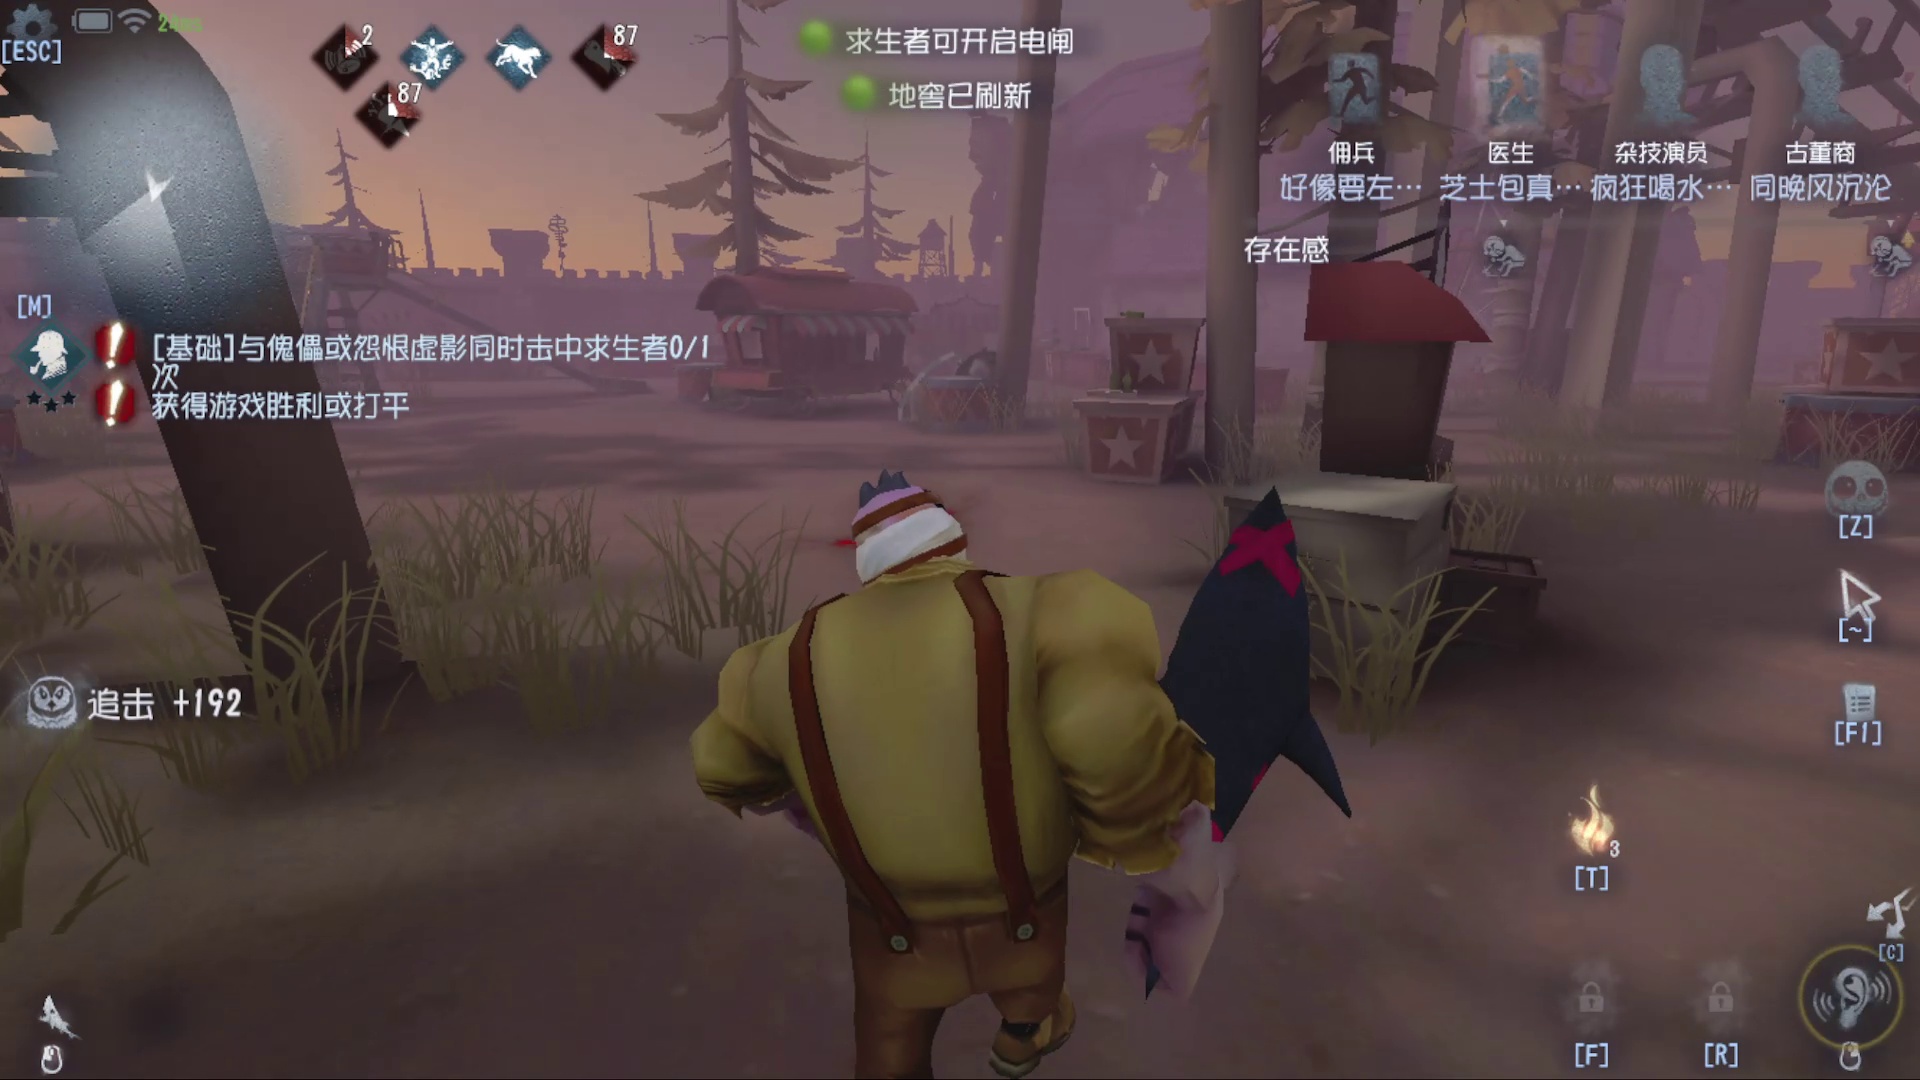 [ESC]
24ms
2
87
87
求生者可开启电闸
地窖已刷新
佣兵
医生
杂技演员
古董商
好像要左…
芝士包真…
疯狂喝水…
同晚风沉沦
存在感
[M]
[基础]与傀儡或怨恨虚影同时击中求生者0/1
次
获得游戏胜利或打平
[Z]
[~]
追击 +192
[F1]
3
[T]
[C]
[F]
[R]